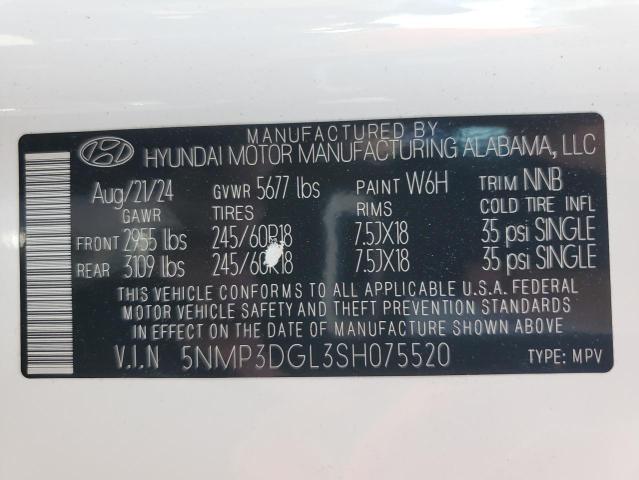 MANUFACTURED BY
HYUNDAI MOTOR MANUFACTURING ALABAMA, LLC
Aug/21/24 GVWR 5677 lbs PAINT W6H TRIM NNB
GAWR TIRES RIMS COLD TIRE INFL
FRONT 2955 lbs 245/60R18 7.5JX18 35 psi SINGLE
REAR 3109 lbs 245/60R18 7.5JX18 35 psi SINGLE
THIS VEHICLE CONFORMS TO ALL APPLICABLE U.S.A. FEDERAL
MOTOR VEHICLE SAFETY AND THEFT PREVENTION STANDARDS
IN EFFECT ON THE DATE OF MANUFACTURE SHOWN ABOVE
V.I.N 5NMP3DGL3SH075520 TYPE: MPV